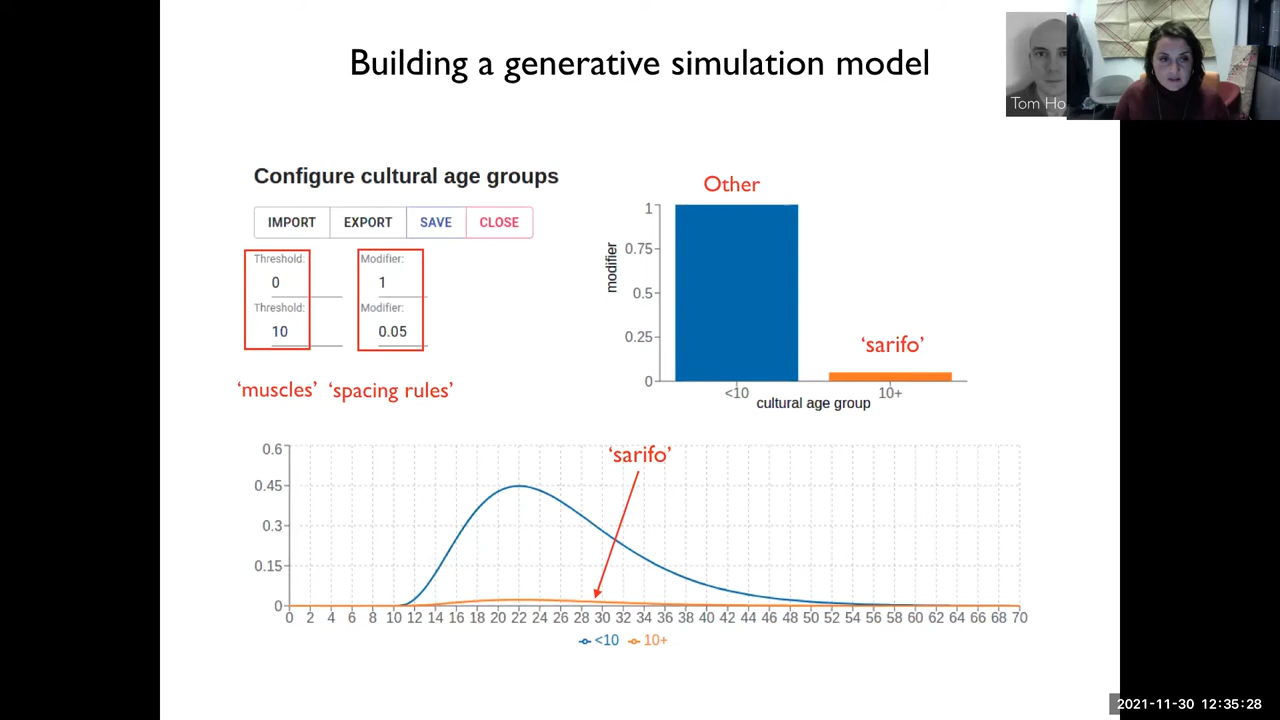 Building a generative simulation model
Tom Ho
Configure cultural age groups
IMPORT EXPORT SAVE CLOSE
Threshold: Modifier:
0 1
Threshold: Modifier:
10 0.05
‘muscles’ ‘spacing rules’
Other
1
0.75
0.5
0.25
0
modifier
‘sarifo’
<10 10+
cultural age group
‘sarifo’
0.6
0.45
0.3
0.15
0
0 2 4 6 8 10 12 14 16 18 20 22 24 26 28 30 32 34 36 38 40 42 44 46 48 50 52 54 56 58 60 62 64 66 68 70
<10 10+
2021-11-30 12:35:28